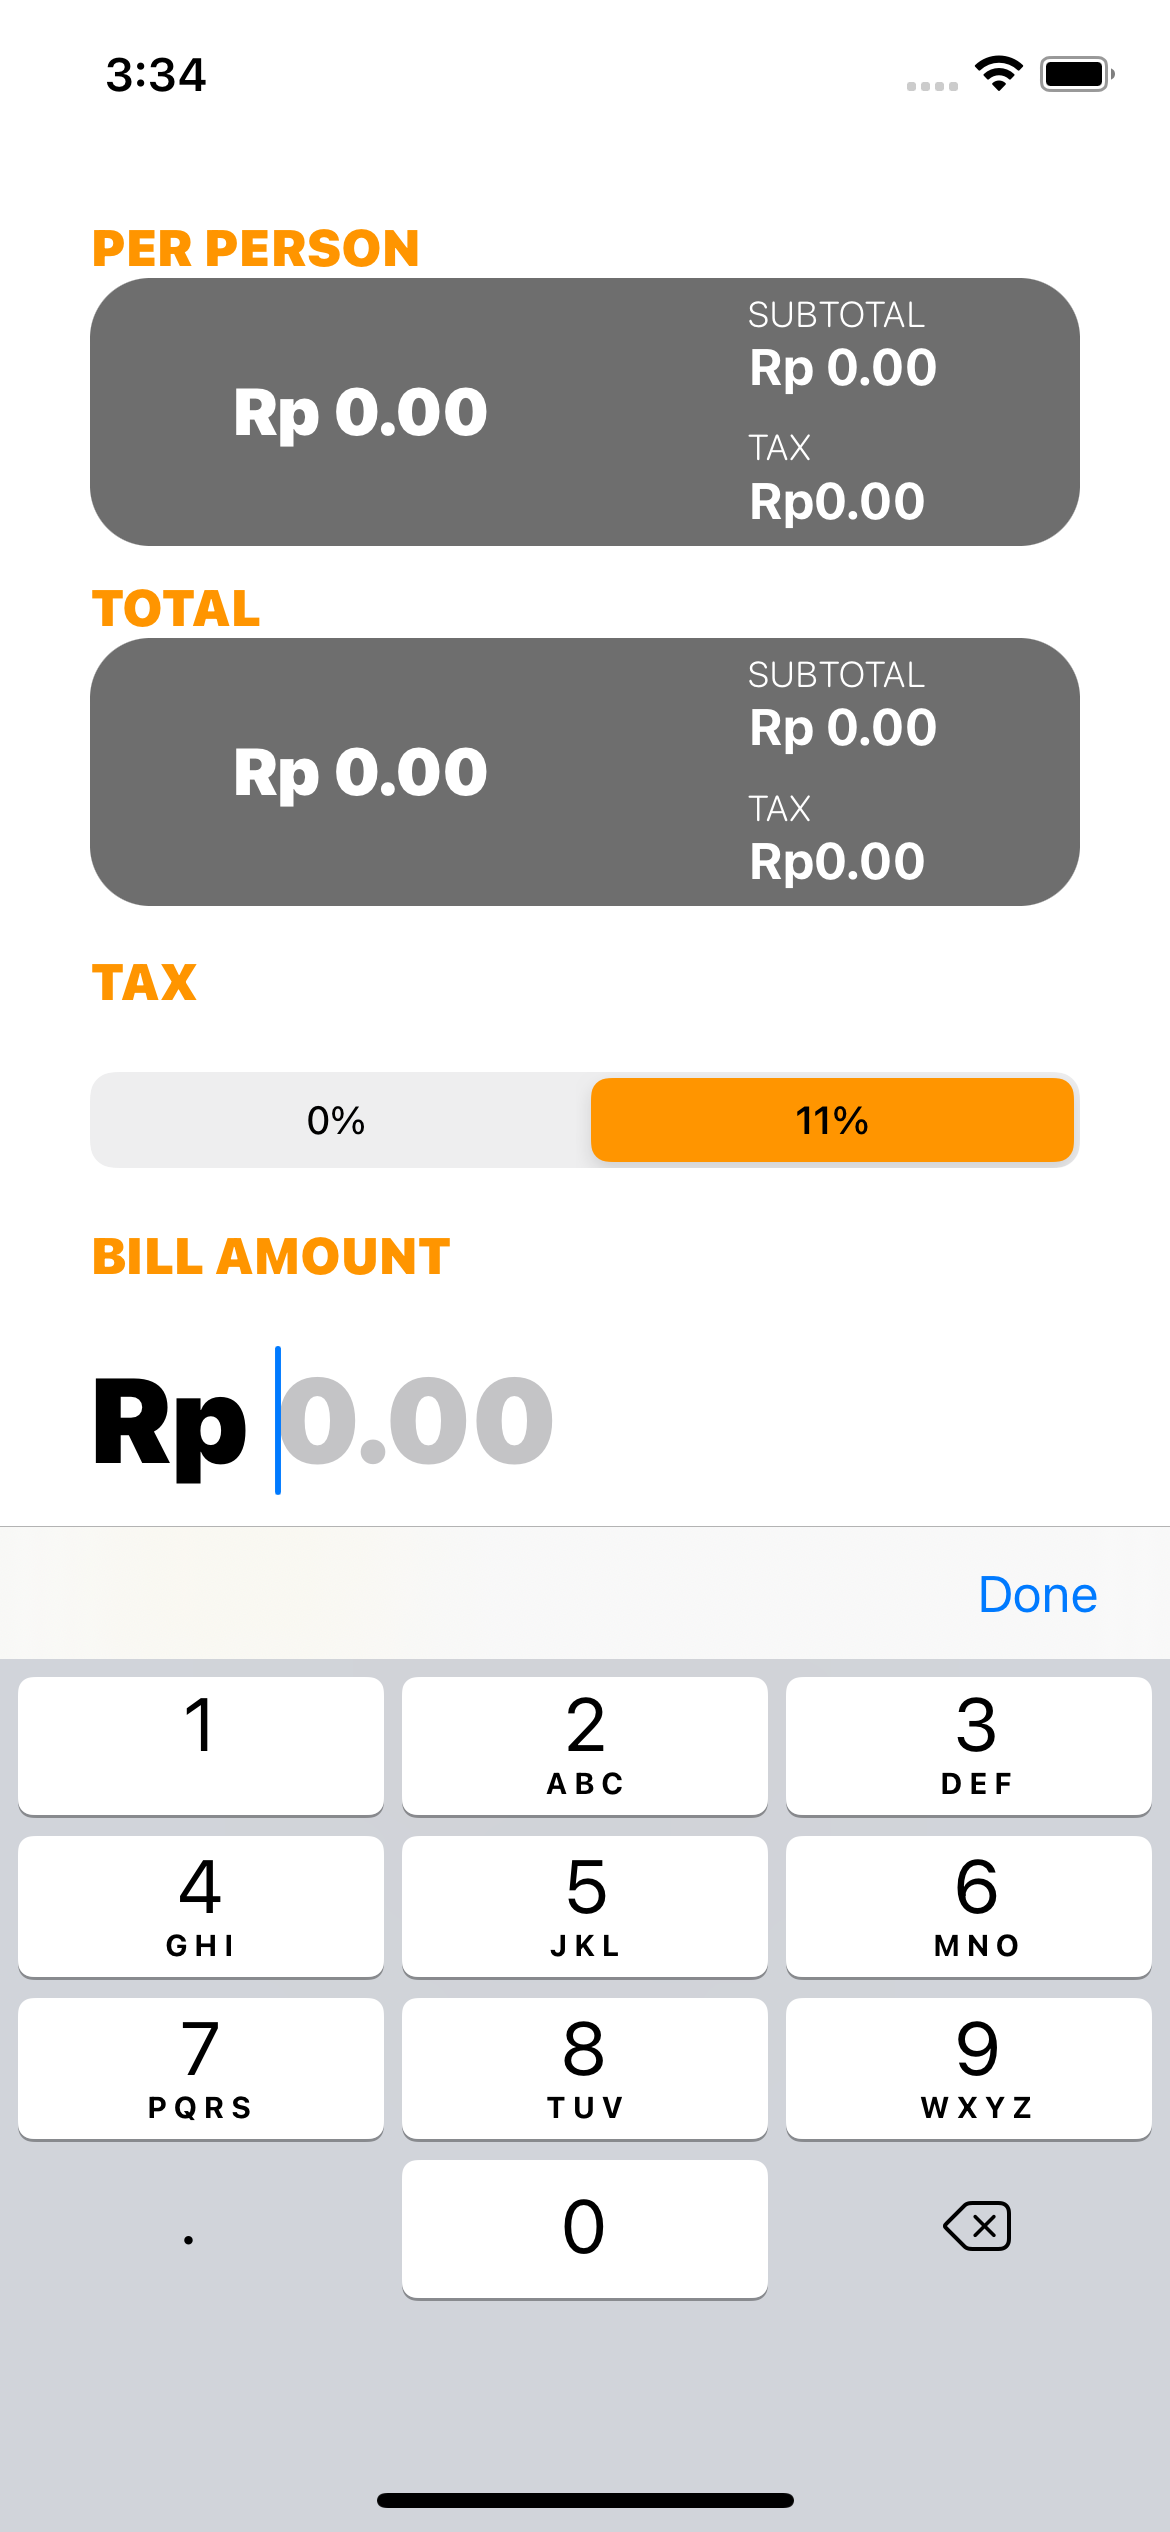 3:34
PER PERSON
Rp 0.00
SUBTOTAL
Rp 0.00
TAX
Rp0.00
TOTAL
Rp 0.00
SUBTOTAL
Rp 0.00
TAX
Rp0.00
TAX
0% 11%
BILL AMOUNT
Rp 0.00
Done
1 2 3
ABC DEF
4 5 6
GHI JKL MNO
7 8 9
PQRS TUV WXYZ
. 0